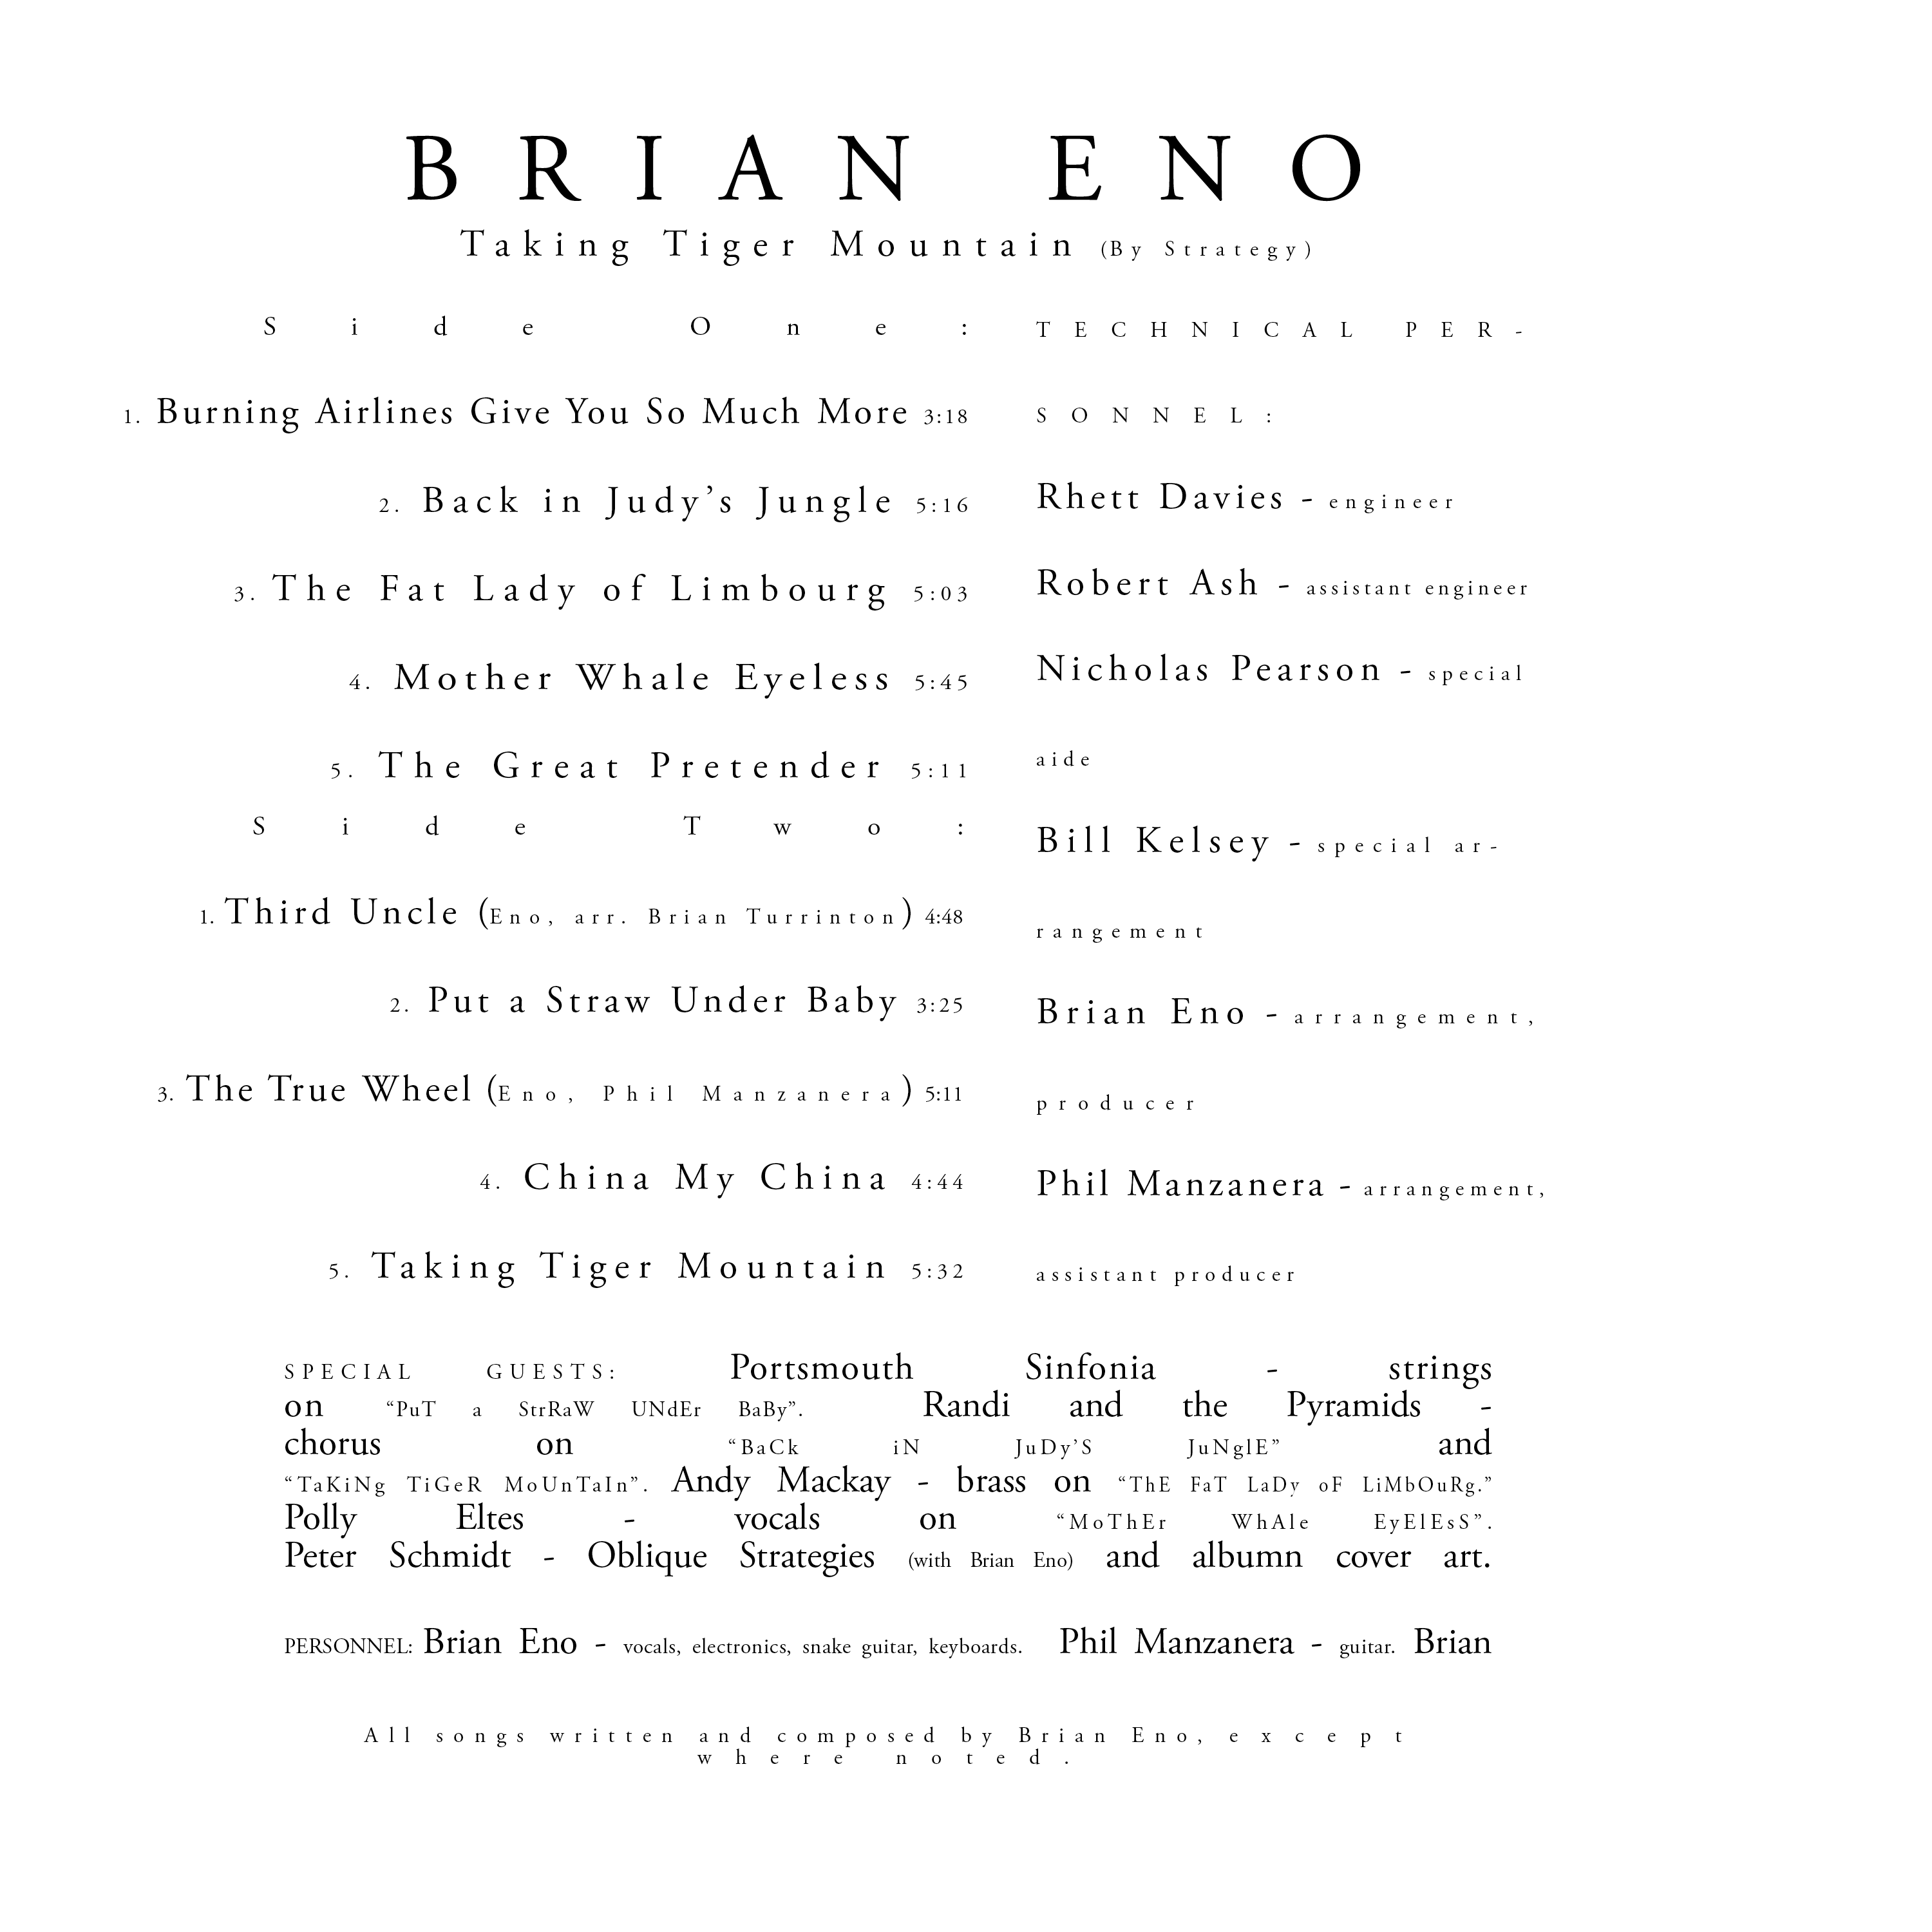 BRIAN ENO
Taking Tiger Mountain (By Strategy)
Side One:
1. Burning Airlines Give You So Much More 3:18
2. Back in Judy’s Jungle 5:16
3. The Fat Lady of Limbourg 5:03
4. Mother Whale Eyeless 5:45
5. The Great Pretender 5:11
Side Two:
1. Third Uncle (Eno, arr. Brian Turrinton) 4:48
2. Put a Straw Under Baby 3:25
3. The True Wheel (Eno, Phil Manzanera) 5:11
4. China My China 4:44
5. Taking Tiger Mountain 5:32
TECHNICAL PER-
SONNEL:
Rhett Davies - engineer
Robert Ash - assistant engineer
Nicholas Pearson - special
aide
Bill Kelsey - special ar-
rangement
Brian Eno - arrangement,
producer
Phil Manzanera - arrangement,
assistant producer
SPECIAL GUESTS: Portsmouth Sinfonia - strings
on “PuT a StrRaW UNdEr BaBy”. Randi and the Pyramids -
chorus on “BaCk iN JuDy’S JuNglE” and
“TaKiNg TiGeR MoUnTaIn”. Andy Mackay - brass on “ThE FaT LaDy oF LiMbOuRg.”
Polly Eltes - vocals on “MoThEr WhAle EyElEsS”.
Peter Schmidt - Oblique Strategies (with Brian Eno) and albumn cover art.
PERSONNEL: Brian Eno - vocals, electronics, snake guitar, keyboards. Phil Manzanera - guitar. Brian
All songs written and composed by Brian Eno, except
where noted.